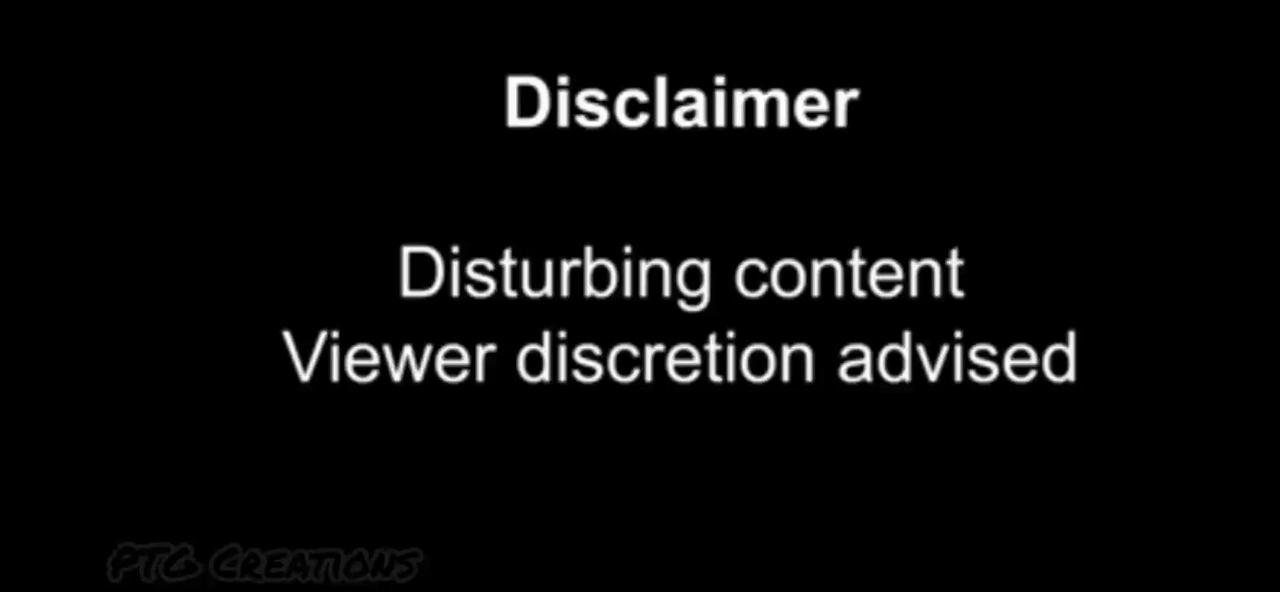 Disclaimer
Disturbing content
Viewer discretion advised
PTG CREATIONS